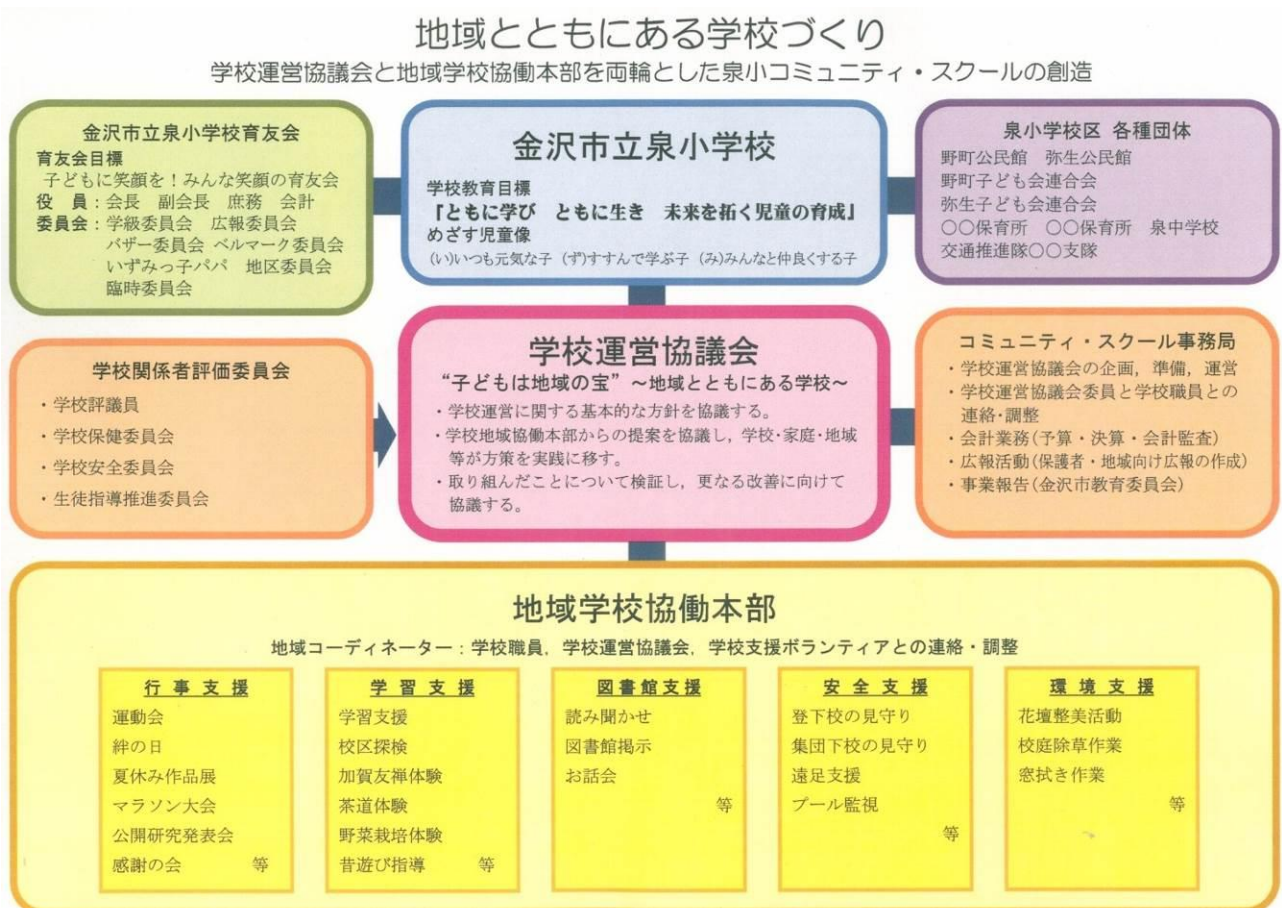 地域とともにある学校づくり
学校運営協議会と地域学校協働本部を両輪とした泉小コミュニティ・スクールの創造
金沢市立泉小学校育友会
育友会目標
子どもに笑顔を！みんな笑顔の育友会
役　員：会長　副会長　庶務　会計
委員会：学級委員会　広報委員会
バザー委員会 ベルマーク委員会
いずみっ子パパ　地区委員会
臨時委員会
金沢市立泉小学校
学校教育目標
『ともに学び　ともに生き　未来を拓く児童の育成』
めざす児童像
(い)いつも元気な子 (ず)すすんで学ぶ子 (み)みんなと仲良くする子
泉小学校区 各種団体
野町公民館　弥生公民館
野町子ども会連合会
弥生子ども会連合会
〇〇保育所　〇〇保育所　泉中学校
交通推進隊〇〇支隊
学校関係者評価委員会
・学校評議員
・学校保健委員会
・学校安全委員会
・生徒指導推進委員会
学校運営協議会
“子どもは地域の宝” ～地域とともにある学校～
・学校運営に関する基本的な方針を協議する。
・学校地域協働本部からの提案を協議し，学校･家庭･地域
等が方策を実践に移す。
・取り組んだことについて検証し，更なる改善に向けて
協議する。
コミュニティ・スクール事務局
・学校運営協議会の企画，準備，運営
・学校運営協議会委員と学校職員との
連絡･調整
・会計業務(予算・決算・会計監査)
・広報活動(保護者・地域向け広報の作成)
・事業報告(金沢市教育委員会)
地域学校協働本部
地域コーディネーター：学校職員，学校運営協議会，学校支援ボランティアとの連絡・調整
行事支援
運動会
絆の日
夏休み作品展
マラソン大会
公開研究発表会
感謝の会　等
学習支援
学習支援
校区探検
加賀友禅体験
茶道体験
野菜栽培体験
昔遊び指導　等
図書館支援
読み聞かせ
図書館掲示
お話会
等
安全支援
登下校の見守り
集団下校の見守り
遠足支援
プール監視
等
環境支援
花壇整美活動
校庭除草作業
窓拭き作業
等